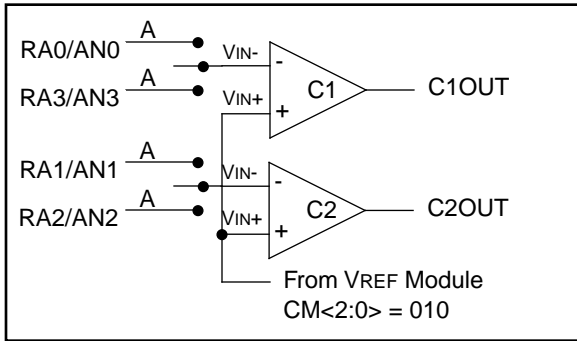 A
RA0/AN0
VIN-
-
C1
C1OUT
A
RA3/AN3
VIN+
+
A
RA1/AN1
VIN-
-
C2
C2OUT
A
RA2/AN2
VIN+
+
From VREF Module
CM<2:0> = 010